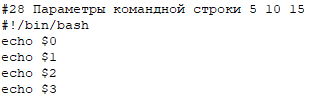 #28 Параметры командной строки 5 10 15
#!/bin/bash
echo $0
echo $1
echo $2
echo $3